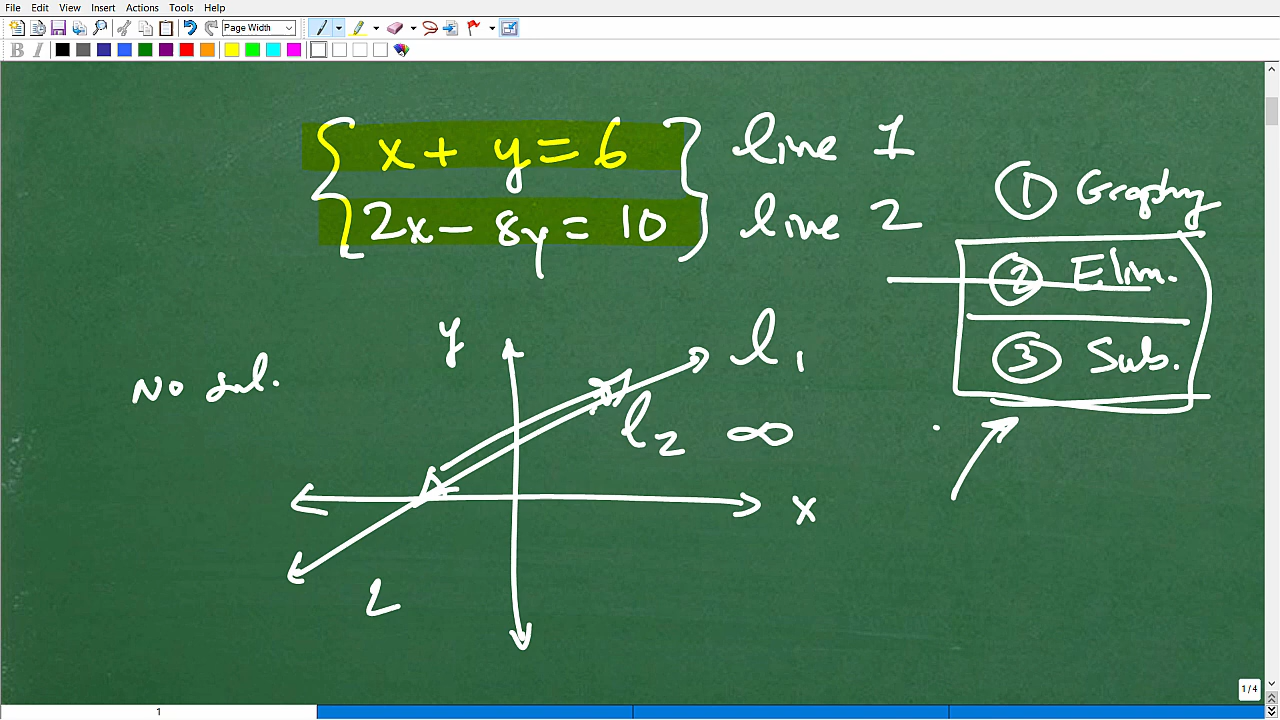 File Edit View Insert Actions Tools Help
Page Width
B I
x + y = 6 line 1
2x - 8y = 10 line 2
① Graphing
② Elim.
③ Sub.
No sol.
y
l₁
l₂ ∞
x
1/4
1